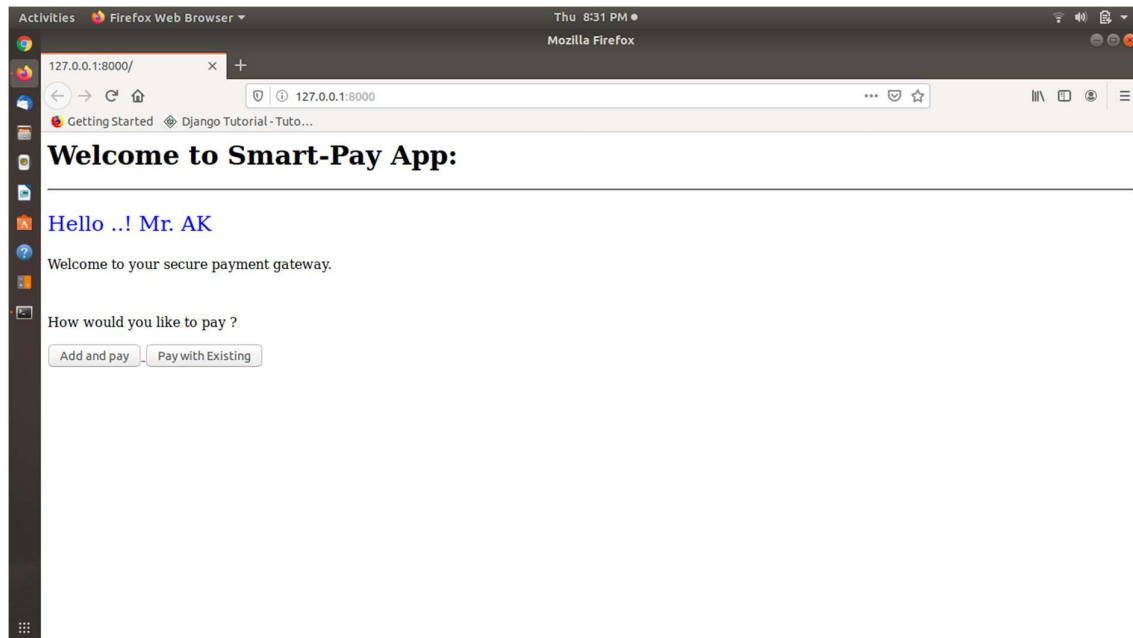 Activities Firefox Web Browser Thu 8:31 PM
Mozilla Firefox
127.0.0.1:8000/
127.0.0.1:8000
Getting Started Django Tutorial - Tuto...
Welcome to Smart-Pay App:
Hello ..! Mr. AK
Welcome to your secure payment gateway.
How would you like to pay ?
Add and pay Pay with Existing